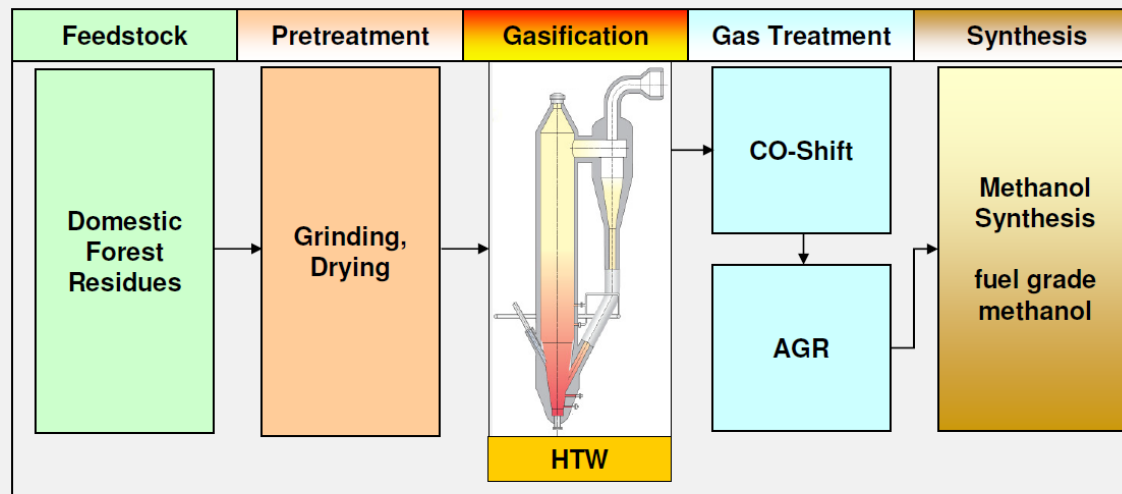 Feedstock
Pretreatment
Gasification
Gas Treatment
Synthesis
Domestic
Forest
Residues
Grinding,
Drying
HTW
CO-Shift
AGR
Methanol
Synthesis
fuel grade
methanol